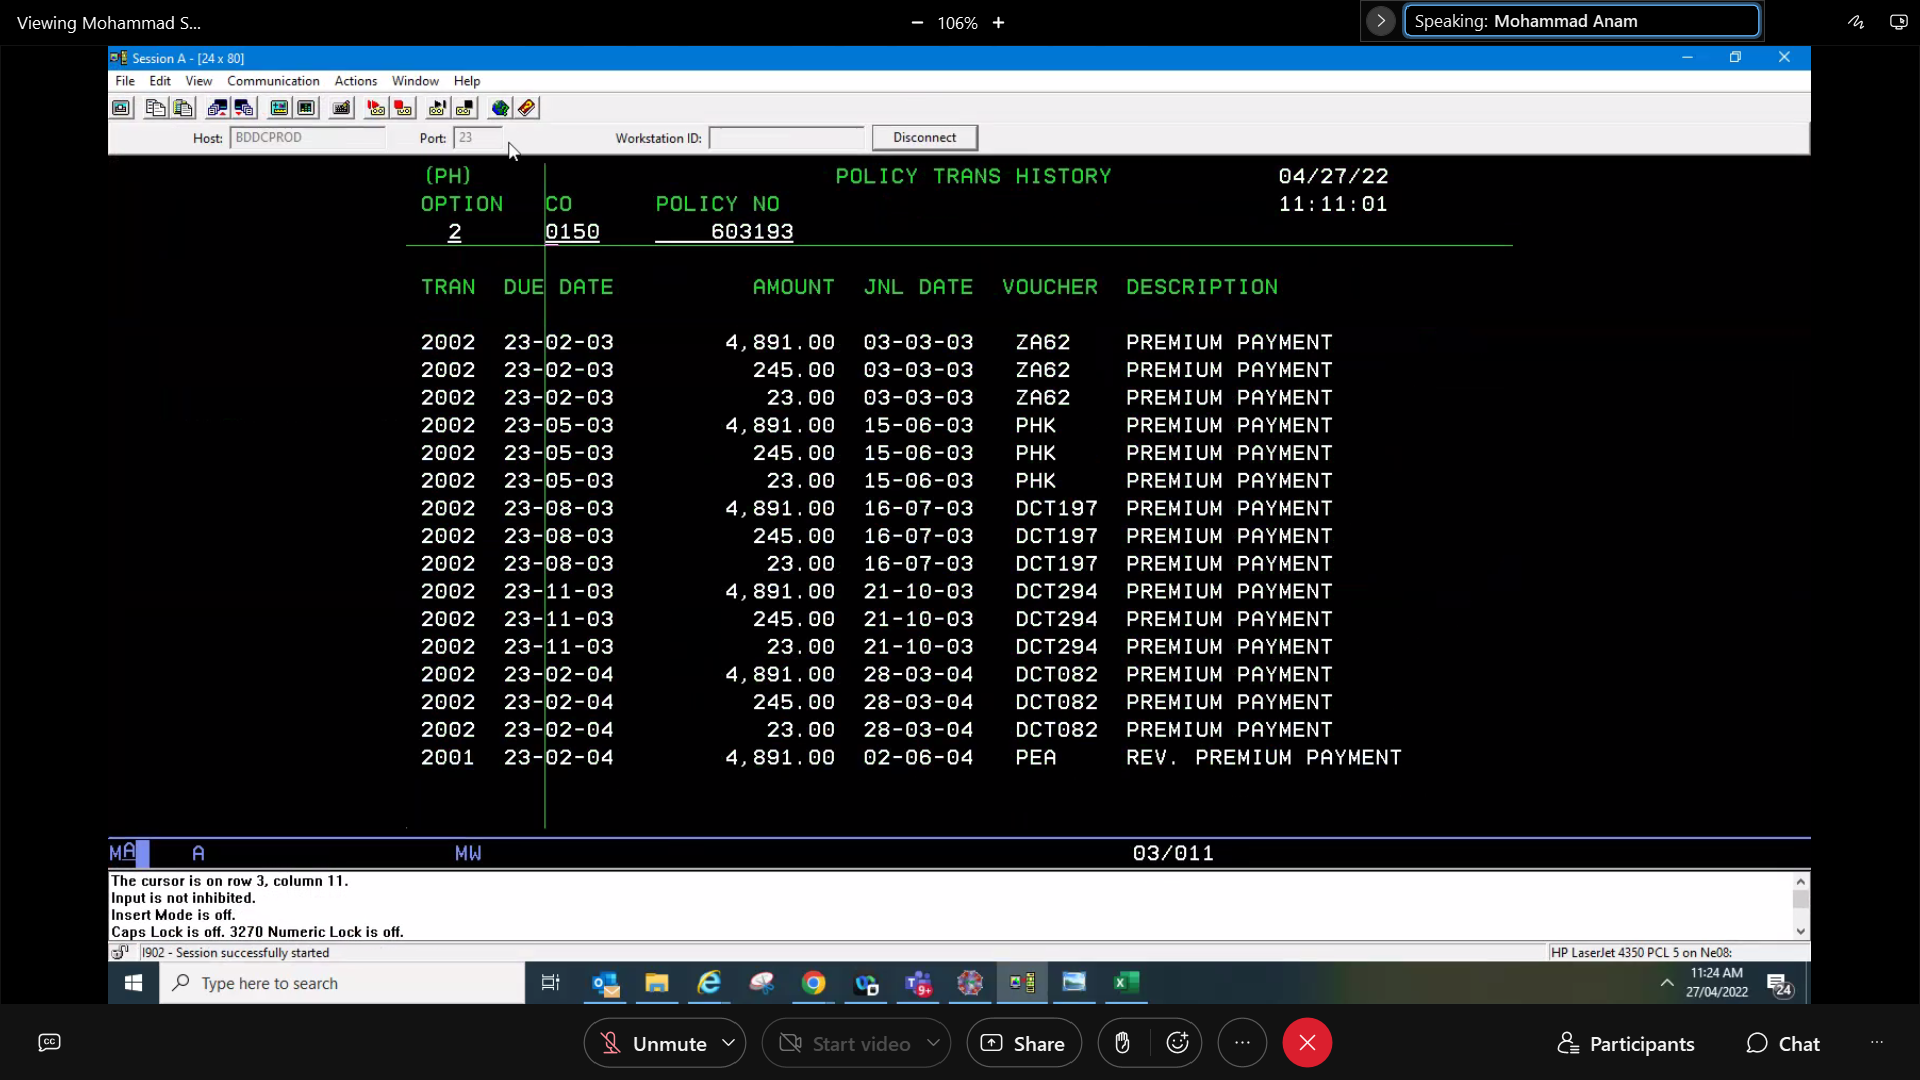 Viewing Mohammad S...
106%
Speaking: Mohammad Anam
Session A - [24 x 80]
File Edit View Communication Actions Window Help
Host: BDDCPROD Port: 23 Workstation ID: Disconnect
(PH) POLICY TRANS HISTORY 04/27/22
OPTION CO POLICY NO 11:11:01
2 0150 603193
TRAN DUE DATE AMOUNT JNL DATE VOUCHER DESCRIPTION
2002 23-02-03 4,891.00 03-03-03 ZA62 PREMIUM PAYMENT
2002 23-02-03 245.00 03-03-03 ZA62 PREMIUM PAYMENT
2002 23-02-03 23.00 03-03-03 ZA62 PREMIUM PAYMENT
2002 23-05-03 4,891.00 15-06-03 PHK PREMIUM PAYMENT
2002 23-05-03 245.00 15-06-03 PHK PREMIUM PAYMENT
2002 23-05-03 23.00 15-06-03 PHK PREMIUM PAYMENT
2002 23-08-03 4,891.00 16-07-03 DCT197 PREMIUM PAYMENT
2002 23-08-03 245.00 16-07-03 DCT197 PREMIUM PAYMENT
2002 23-08-03 23.00 16-07-03 DCT197 PREMIUM PAYMENT
2002 23-11-03 4,891.00 21-10-03 DCT294 PREMIUM PAYMENT
2002 23-11-03 245.00 21-10-03 DCT294 PREMIUM PAYMENT
2002 23-11-03 23.00 21-10-03 DCT294 PREMIUM PAYMENT
2002 23-02-04 4,891.00 28-03-04 DCT082 PREMIUM PAYMENT
2002 23-02-04 245.00 28-03-04 DCT082 PREMIUM PAYMENT
2002 23-02-04 23.00 28-03-04 DCT082 PREMIUM PAYMENT
2001 23-02-04 4,891.00 02-06-04 PEA REV. PREMIUM PAYMENT
MA A MW 03/011
The cursor is on row 3, column 11.
Input is not inhibited.
Insert Mode is off.
Caps Lock is off. 3270 Numeric Lock is off.
I902 - Session successfully started HP LaserJet 4350 PCL 5 on Ne08:
Type here to search 9+ 11:24 AM
27/04/2022 24
CC Unmute Start video Share ... Participants Chat ...